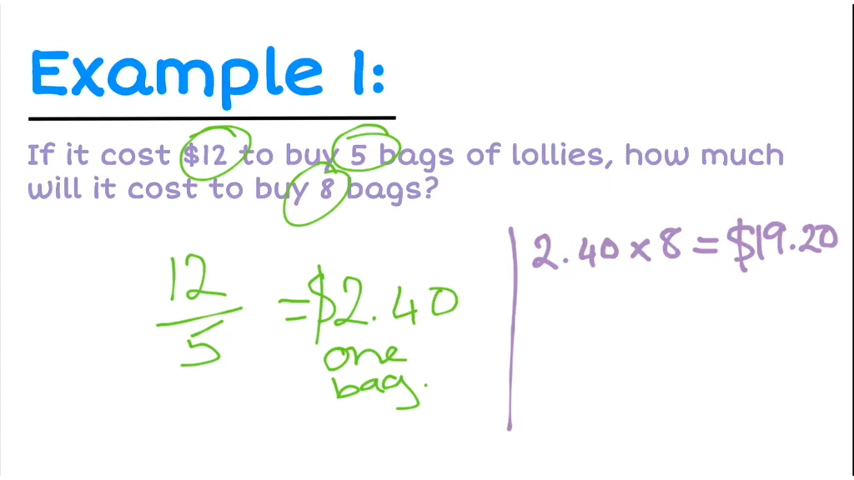 Example 1:
If it cost $12 to buy 5 bags of lollies, how much
will it cost to buy 8 bags?
12
5
=$2.40
one
bag.
2.40 x 8 = $19.20